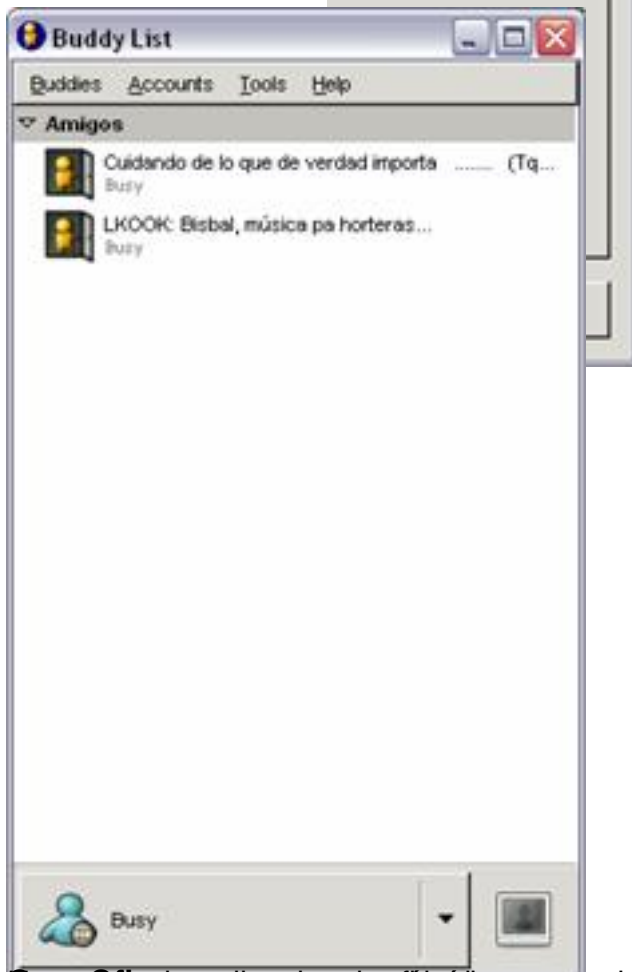 Buddy List
Buddies Accounts Tools Help
Amigos
Cuidando de lo que de verdad importa ....... (Tq...
Busy
LKOOK: Bisbal, música pa horteras...
Busy
Busy